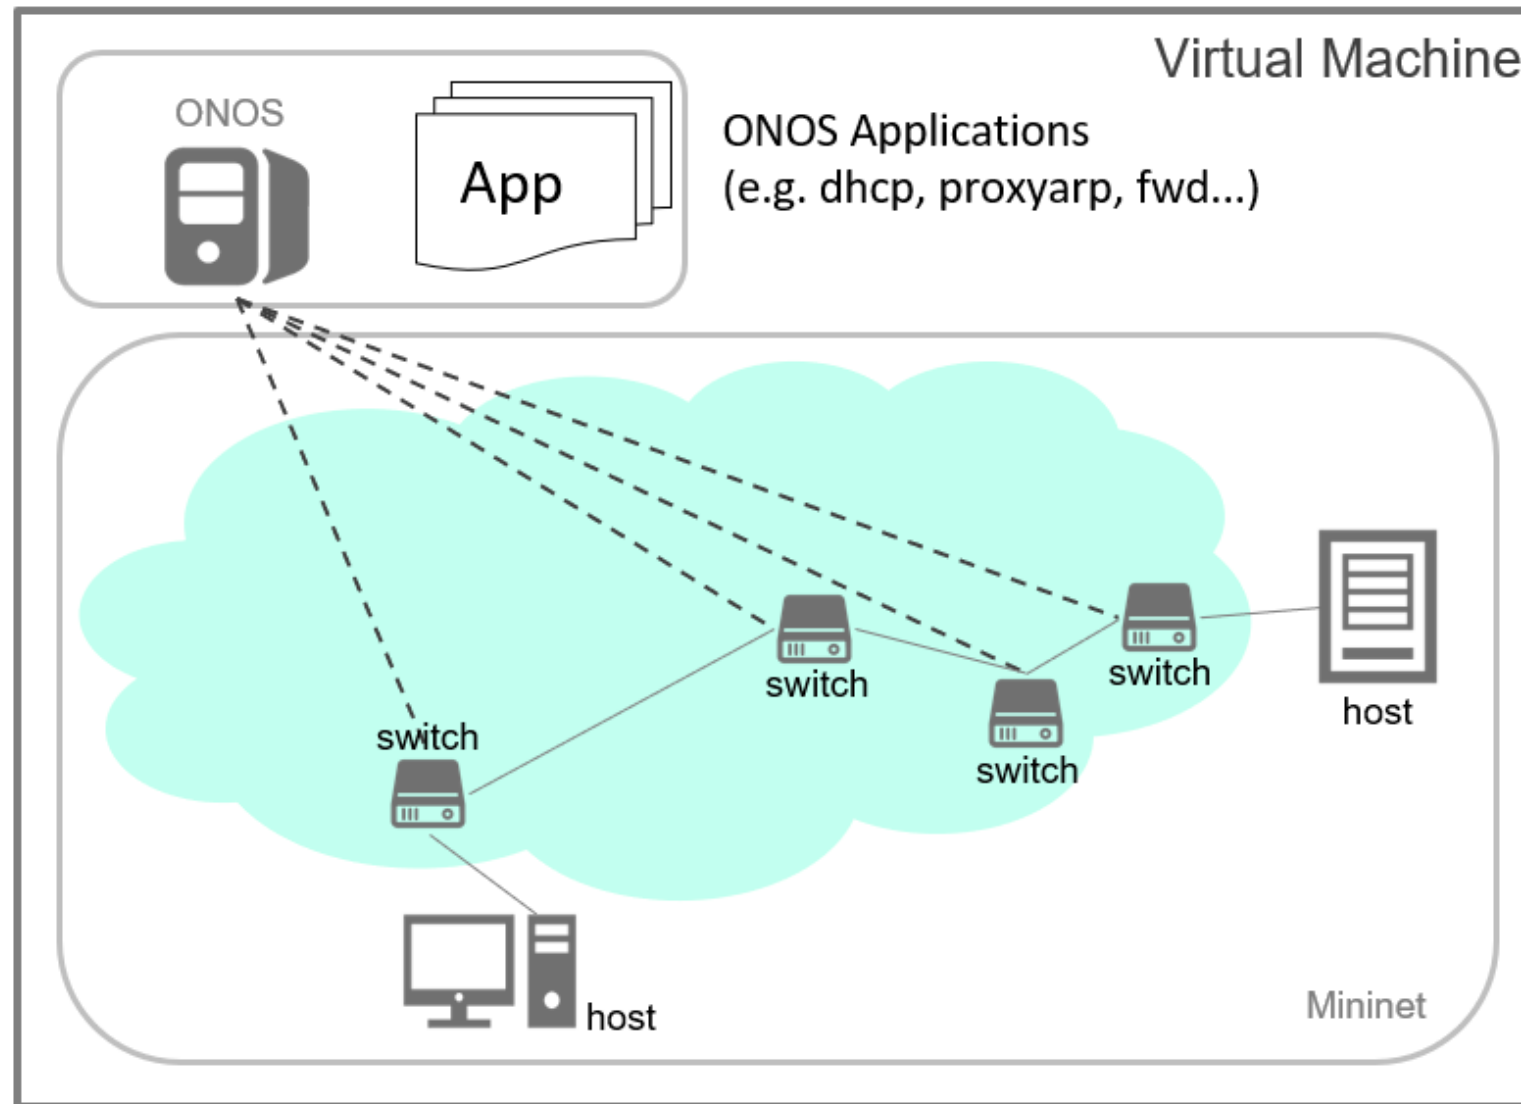 Virtual Machine
ONOS
App
ONOS Applications
(e.g. dhcp, proxyarp, fwd...)
switch
switch
switch
switch
host
host
Mininet